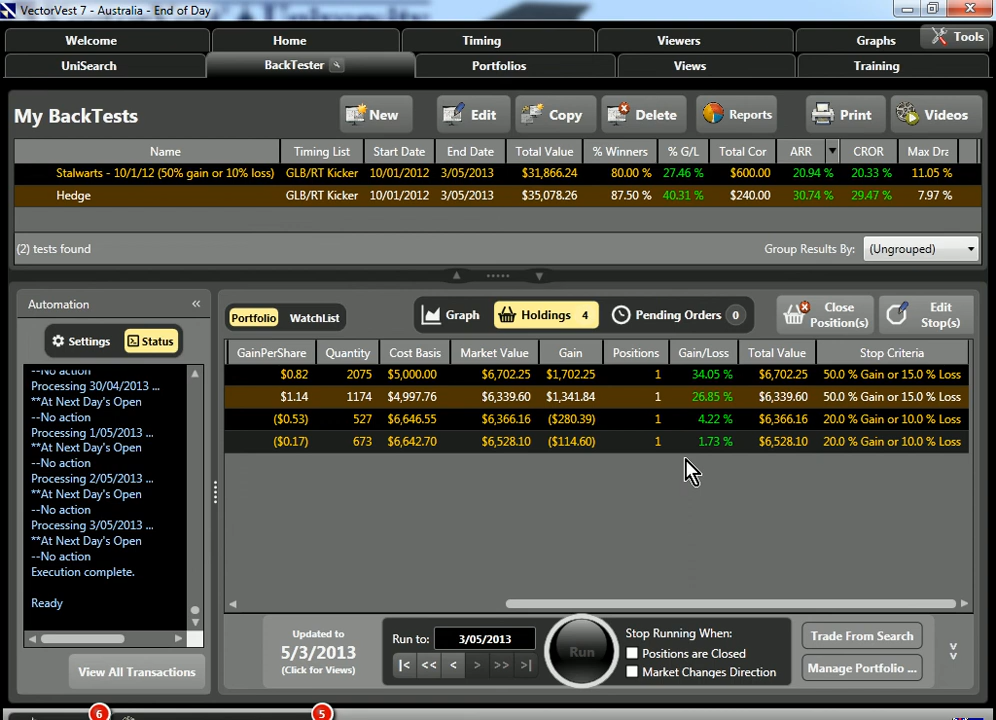 VectorVest 7 - Australia - End of Day
Welcome Home Timing Viewers Graphs Tools
UniSearch BackTester Portfolios Views Training
My BackTests New Edit Copy Delete Reports Print Videos
Name Timing List Start Date End Date Total Value % Winners % G/L Total Cor ARR CROR Max Dra
Stalwarts - 10/1/12 (50% gain or 10% loss) GLB/RT Kicker 10/01/2012 3/05/2013 $31,866.24 80.00 % 27.46 % $600.00 20.94 % 20.33 % 11.05 %
Hedge GLB/RT Kicker 10/01/2012 3/05/2013 $35,078.26 87.50 % 40.31 % $240.00 30.74 % 29.47 % 7.97 %
(2) tests found Group Results By: (Ungrouped)
Automation «
Settings Status
--No action
Processing 30/04/2013 ...
**At Next Day's Open
--No action
Processing 1/05/2013 ...
**At Next Day's Open
--No action
Processing 2/05/2013 ...
**At Next Day's Open
--No action
Processing 3/05/2013 ...
**At Next Day's Open
--No action
Execution complete.
Ready
View All Transactions
Portfolio WatchList Graph Holdings 4 Pending Orders 0 Close Position(s) Edit Stop(s)
GainPerShare Quantity Cost Basis Market Value Gain Positions Gain/Loss Total Value Stop Criteria
$0.82 2075 $5,000.00 $6,702.25 $1,702.25 1 34.05 % $6,702.25 50.0 % Gain or 15.0 % Loss
$1.14 1174 $4,997.76 $6,339.60 $1,341.84 1 26.85 % $6,339.60 50.0 % Gain or 15.0 % Loss
($0.53) 527 $6,646.55 $6,366.16 ($280.39) 1 4.22 % $6,366.16 20.0 % Gain or 10.0 % Loss
($0.17) 673 $6,642.70 $6,528.10 ($114.60) 1 1.73 % $6,528.10 20.0 % Gain or 10.0 % Loss
Updated to
5/3/2013
(Click for Views)
Run to: 3/05/2013
|< << < > >> >|
Run
Stop Running When:
Positions are Closed
Market Changes Direction
Trade From Search
Manage Portfolio ...
6 5